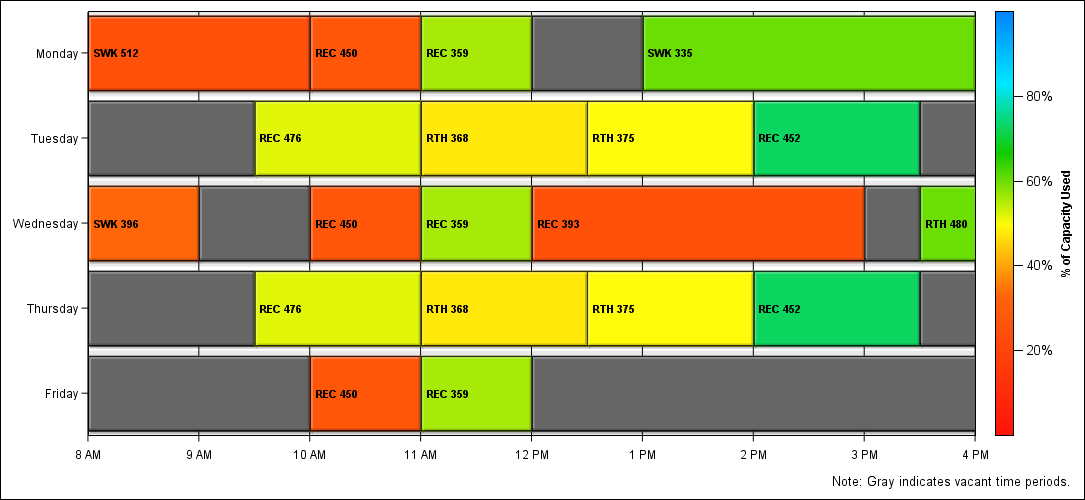 Monday
SWK 512
REC 450
REC 359
SWK 335
Tuesday
REC 476
RTH 368
RTH 375
REC 452
Wednesday
SWK 396
REC 450
REC 359
REC 393
RTH 480
Thursday
REC 476
RTH 368
RTH 375
REC 452
Friday
REC 450
REC 359
8 AM
9 AM
10 AM
11 AM
12 PM
1 PM
2 PM
3 PM
4 PM
80%
60%
40%
20%
% of Capacity Used
Note: Gray indicates vacant time periods.